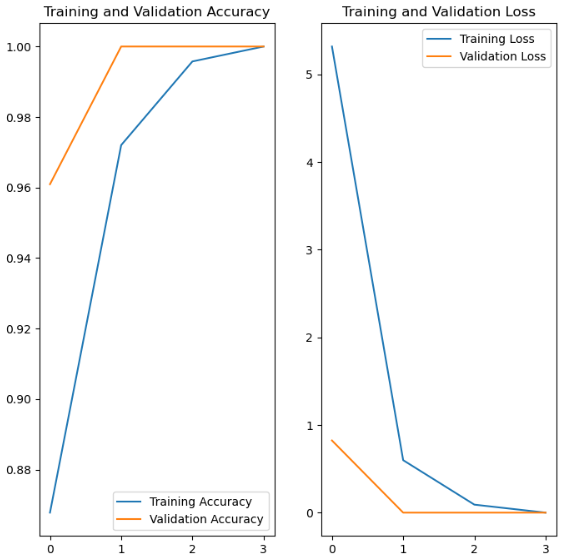 Training and Validation Accuracy
1.00
0.98
0.96
0.94
0.92
0.90
0.88
Training Accuracy
Validation Accuracy
0 1 2 3
Training and Validation Loss
Training Loss
Validation Loss
5
4
3
2
1
0
0 1 2 3